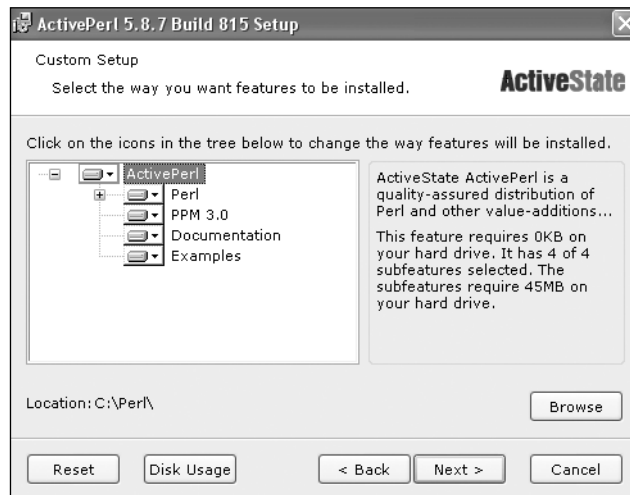 ActivePerl 5.8.7 Build 815 Setup
Custom Setup
Select the way you want features to be installed.
ActiveState
Click on the icons in the tree below to change the way features will be installed.
ActivePerl
Perl
PPM 3.0
Documentation
Examples
ActiveState ActivePerl is a
quality-assured distribution of
Perl and other value-additions...
This feature requires 0KB on
your hard drive. It has 4 of 4
subfeatures selected. The
subfeatures require 45MB on
your hard drive.
Location: C:\Perl\
Browse
Reset
Disk Usage
< Back
Next >
Cancel